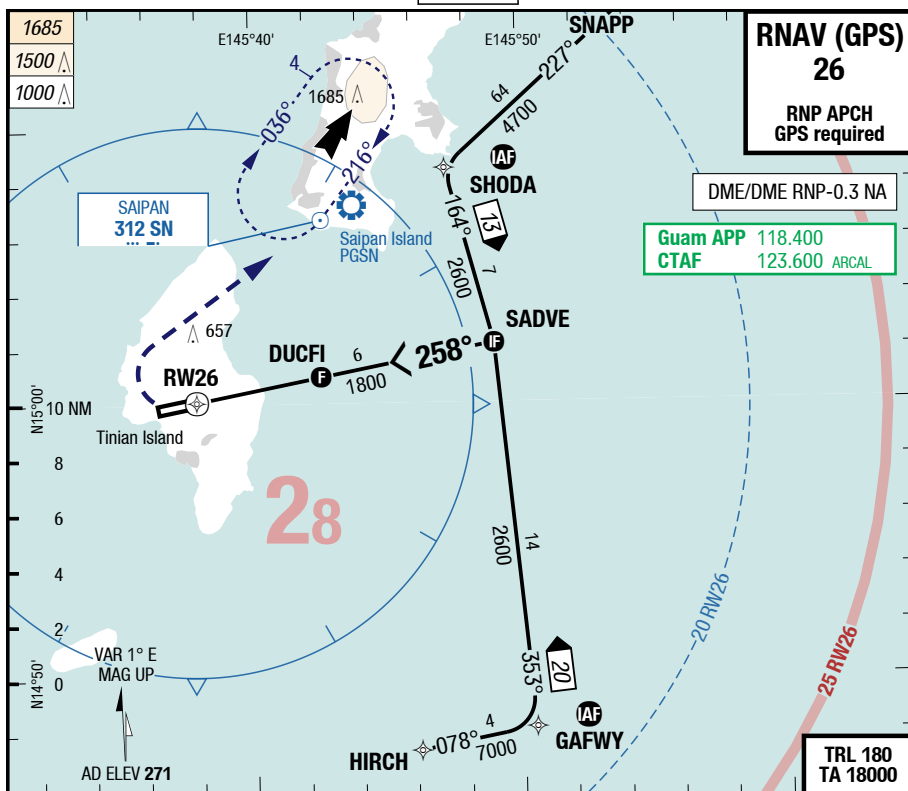 1685
1500
1000
E145°40'
E145°50'
SNAPP
RNAV (GPS)
26
RNP APCH
GPS required
DME/DME RNP-0.3 NA
Guam APP 118.400
CTAF 123.600 ARCAL
227°
64
4700
4
1685
036°
216°
IAF
SHODA
164°
13
7
2600
SAIPAN
312 SN
Saipan Island
PGSN
657
SADVE
IF
258°
DUCFI
F
6
1800
RW26
N15°00'
10 NM
Tinian Island
8
6
4
2
0
28
2600
14
20 RW26
25 RW26
353°
20
N14°50'
VAR 1° E
MAG UP
AD ELEV 271
HIRCH
078°
4
7000
IAF
GAFWY
TRL 180
TA 18000